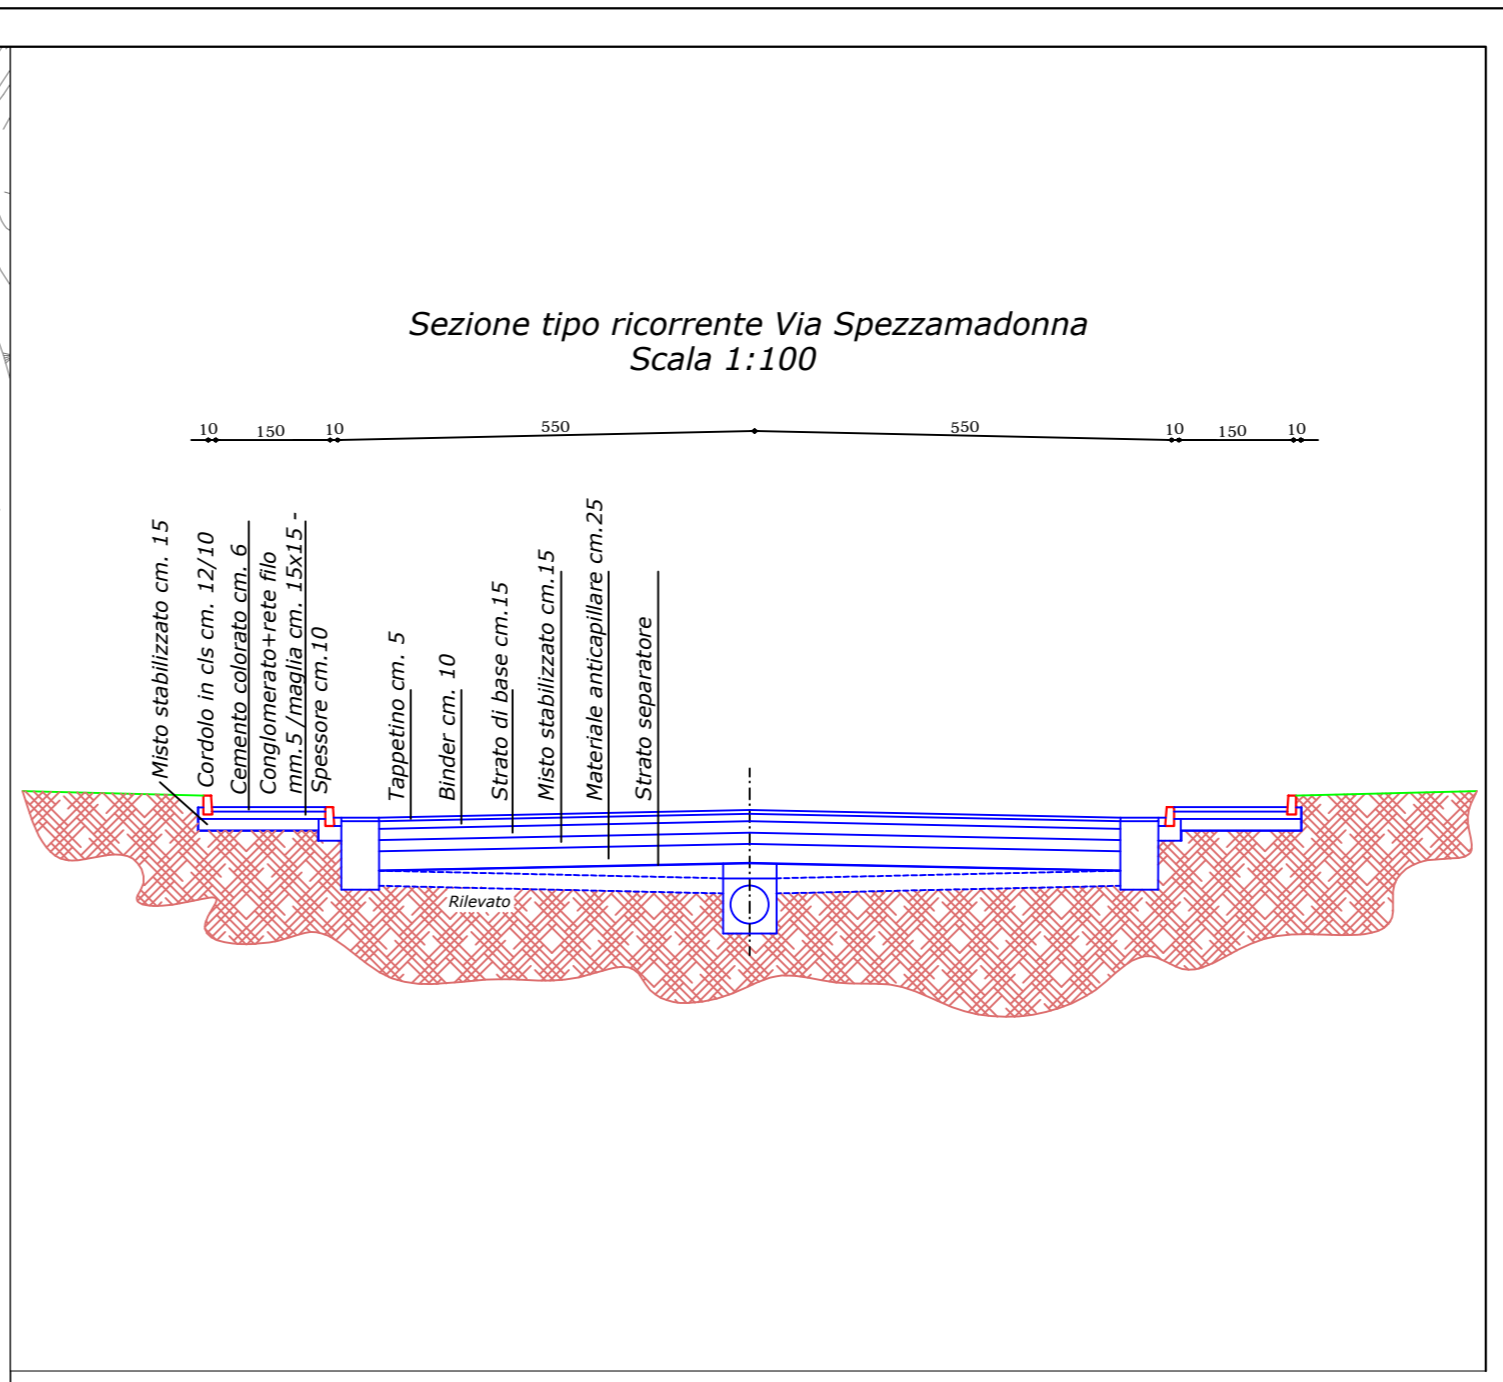 Sezione tipo ricorrente Via Spezzamadonna
Scala 1:100
10 150 10 550 550 10 150 10
Misto stabilizzato cm. 15
Cordolo in cls cm. 12/10
Cemento colorato cm. 6
Conglomerato+rete filo
mm.5 /maglia cm. 15x15 -
Spessore cm.10
Tappetino cm. 5
Binder cm. 10
Strato di base cm.15
Misto stabilizzato cm.15
Materiale anticapillare cm.25
Strato separatore
Rilevato